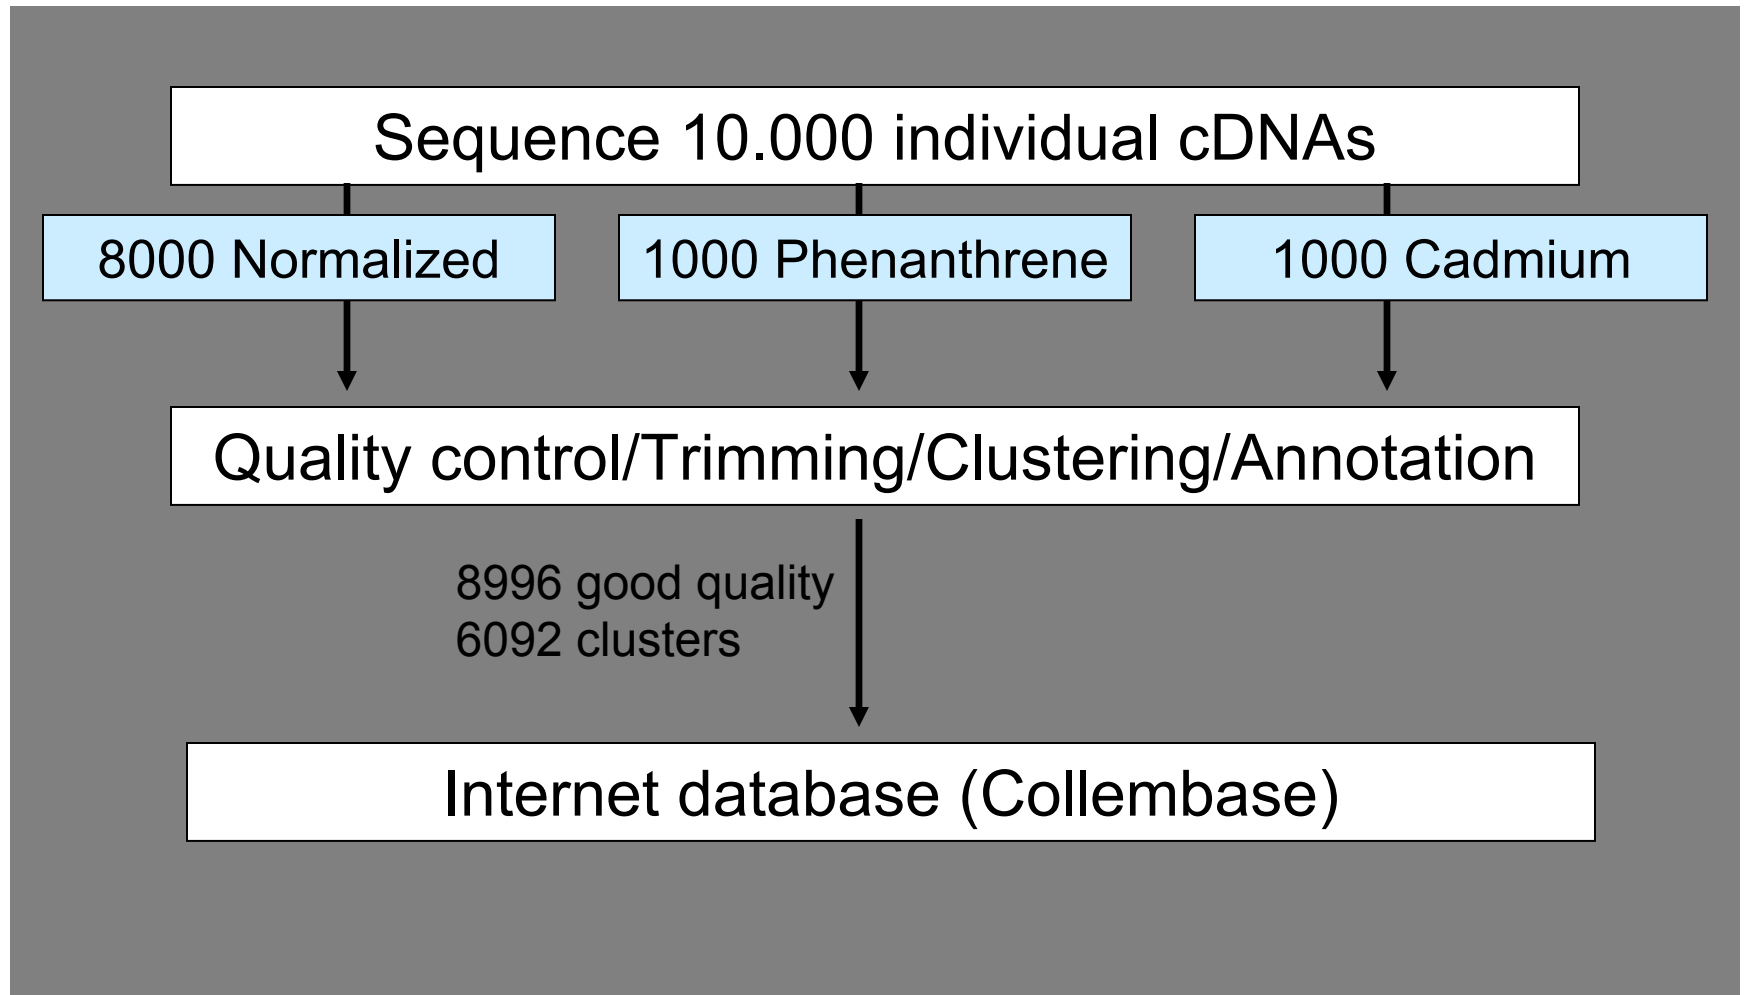 Sequence 10.000 individual cDNAs
8000 Normalized
1000 Phenanthrene
1000 Cadmium
Quality control/Trimming/Clustering/Annotation
8996 good quality
6092 clusters
Internet database (Collembase)